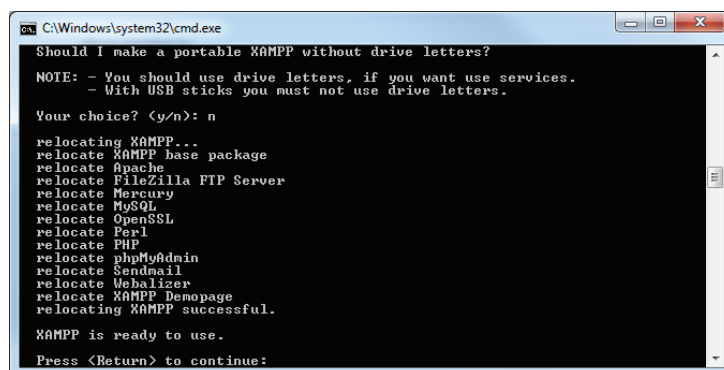 C:\Windows\system32\cmd.exe
Should I make a portable XAMPP without drive letters?
NOTE: - You should use drive letters, if you want use services.
- With USB sticks you must not use drive letters.
Your choice? (y/n): n
relocating XAMPP...
relocate XAMPP base package
relocate Apache
relocate FileZilla FTP Server
relocate Mercury
relocate MySQL
relocate OpenSSL
relocate Perl
relocate PHP
relocate phpMyAdmin
relocate Sendmail
relocate Webalizer
relocate XAMPP Demopage
relocating XAMPP successful.
XAMPP is ready to use.
Press <Return> to continue: